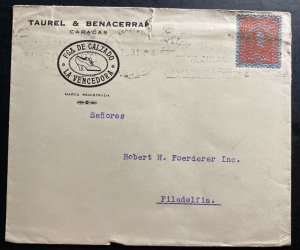 TAUREL & BENACERRAF
CARACAS
FCA. DE CALZADO
LA VENCEDORA
MARCA REGISTRADA
Señores
Robert H. Foerderer Inc.
Filadelfia.